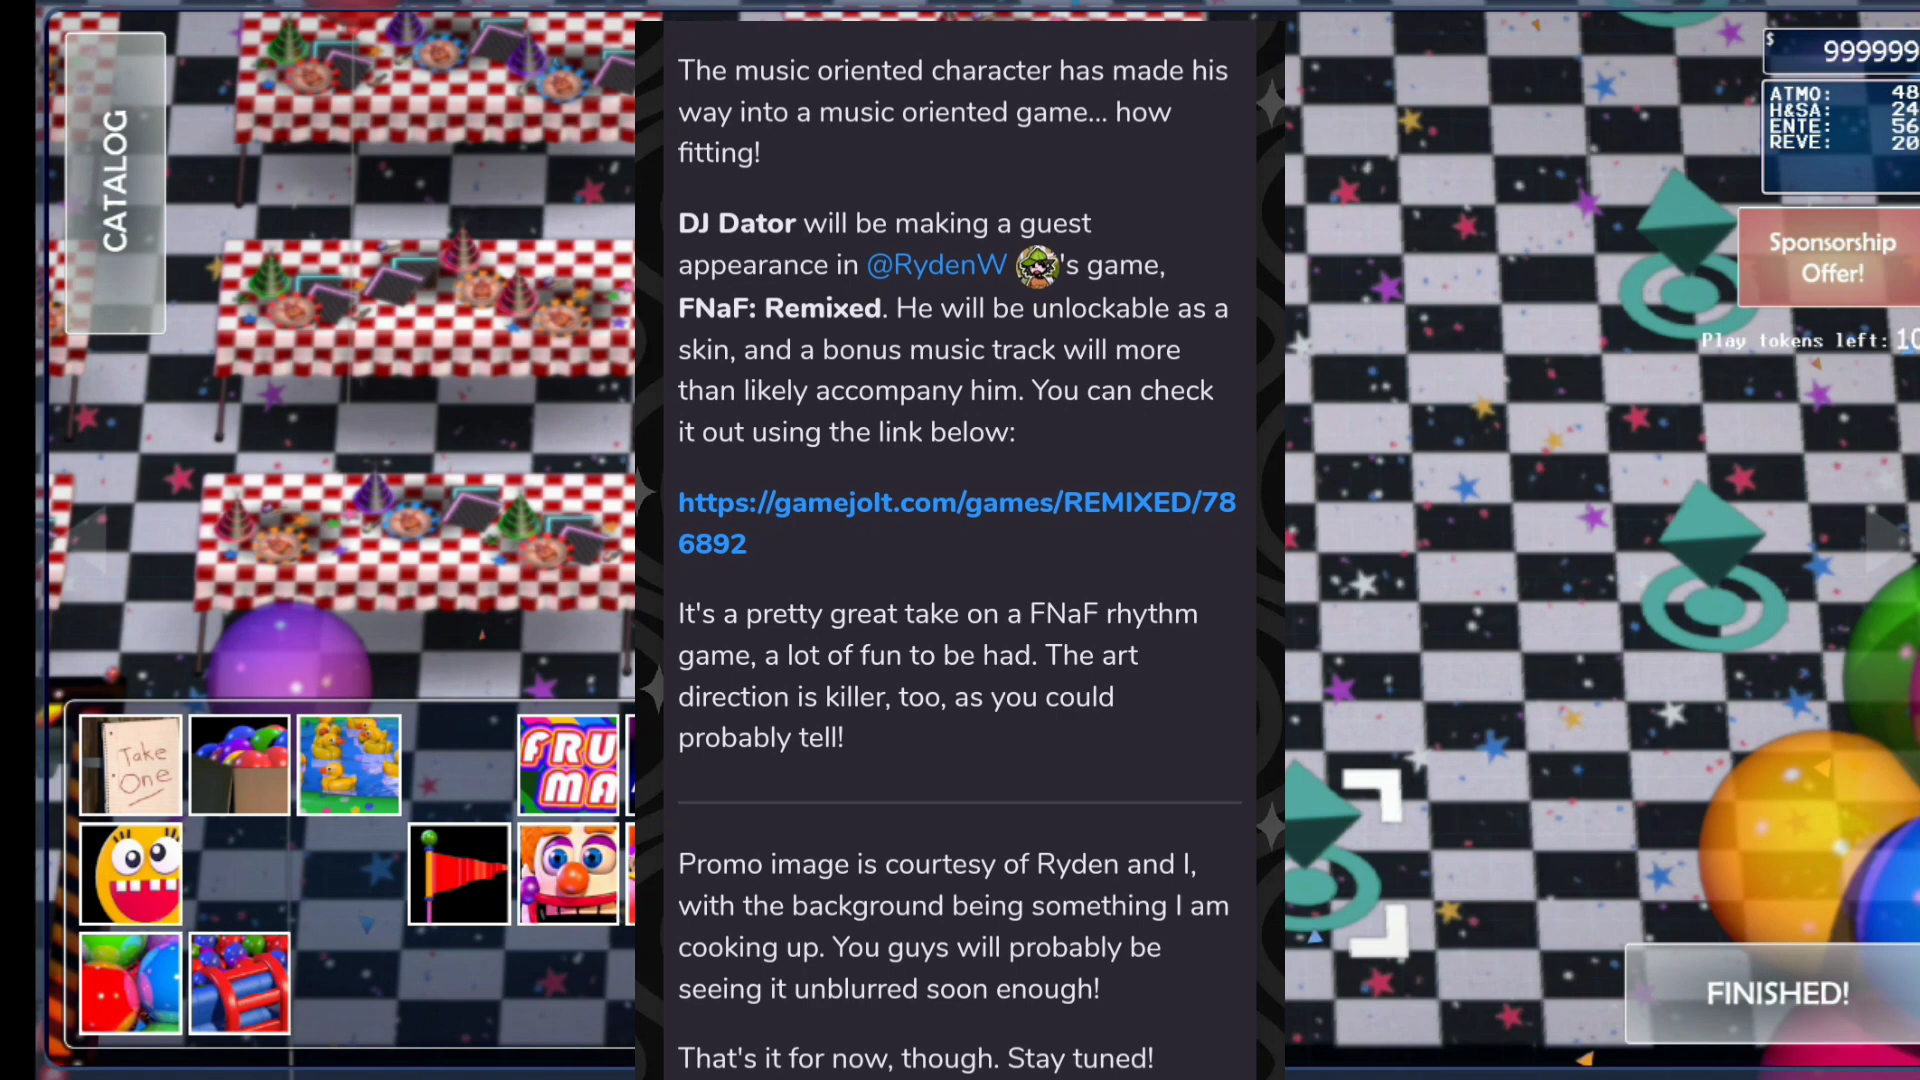 CATALOG
The music oriented character has made his
way into a music oriented game... how
fitting!
DJ Dator will be making a guest
appearance in @RydenW 's game,
FNaF: Remixed. He will be unlockable as a
skin, and a bonus music track will more
than likely accompany him. You can check
it out using the link below:
https://gamejolt.com/games/REMIXED/78
6892
It's a pretty great take on a FNaF rhythm
game, a lot of fun to be had. The art
direction is killer, too, as you could
probably tell!
Promo image is courtesy of Ryden and I,
with the background being something I am
cooking up. You guys will probably be
seeing it unblurred soon enough!
That's it for now, though. Stay tuned!
$ 999999
ATMO: 48
H&SA: 24
ENTE: 56
REVE: 20
Sponsorship
Offer!
Play tokens left: 10
Take
One
FRU
MA
FINISHED!